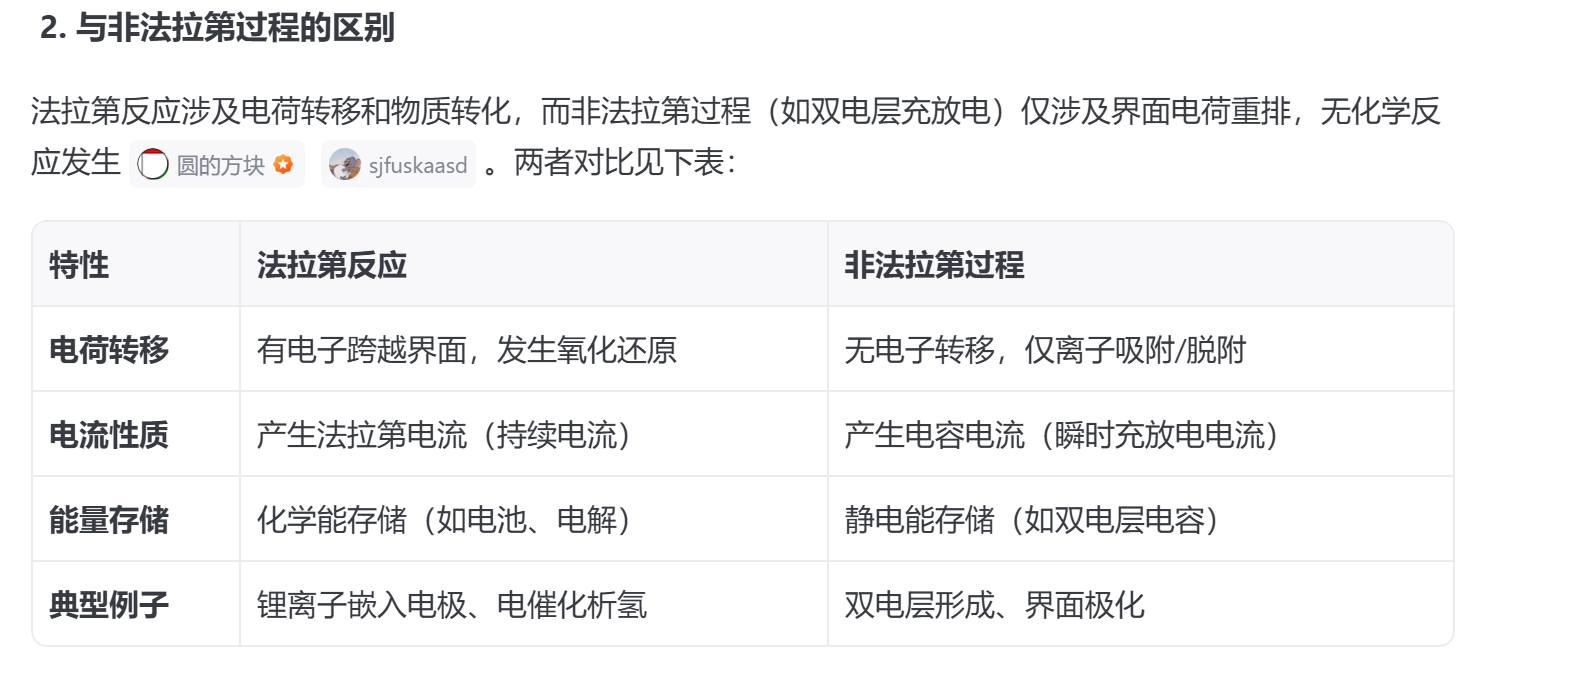 2. 与非法拉第过程的区别
法拉第反应涉及电荷转移和物质转化，而非法拉第过程（如双电层充放电）仅涉及界面电荷重排，无化学反
应发生 圆的方块 sjfuskaasd 。两者对比见下表：
特性 法拉第反应 非法拉第过程
电荷转移 有电子跨越界面，发生氧化还原 无电子转移，仅离子吸附/脱附
电流性质 产生法拉第电流（持续电流） 产生电容电流（瞬时充放电电流）
能量存储 化学能存储（如电池、电解） 静电能存储（如双电层电容）
典型例子 锂离子嵌入电极、电催化析氢 双电层形成、界面极化